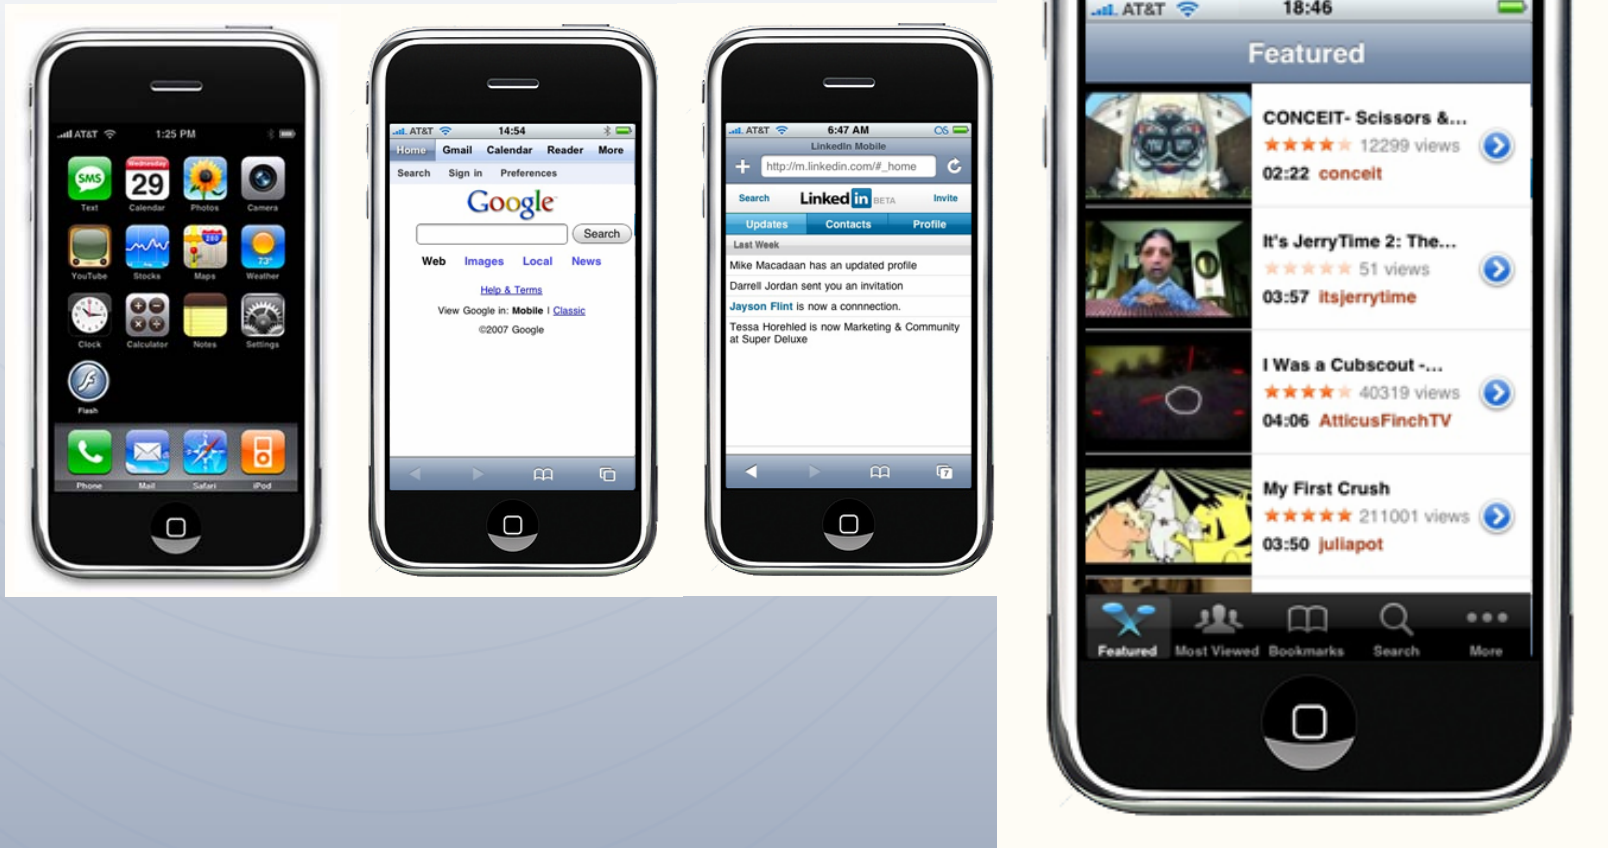 AT&T 1:25 PM
Wednesday
SMS 29
Text Calendar Photos Camera
280
73°
YouTube Stocks Maps Weather
Clock Calculator Notes Settings
Flash
Phone Mail Safari iPod
AT&T 14:54
Home Gmail Calendar Reader More
Search Sign in Preferences
Google
Search
Web Images Local News
Help & Terms
View Google in: Mobile | Classic
©2007 Google
AT&T 6:47 AM
LinkedIn Mobile
http://m.linkedin.com/#_home
Search Linked in BETA Invite
Updates Contacts Profile
Last Week
Mike Macadaan has an updated profile
Darrell Jordan sent you an invitation
Jayson Flint is now a connnection.
Tessa Horehled is now Marketing & Community
at Super Deluxe
7
AT&T 18:46
Featured
CONCEIT- Scissors &...
12299 views
02:22 conceit
It's JerryTime 2: The...
51 views
03:57 itsjerrytime
I Was a Cubscout -...
40319 views
04:06 AtticusFinchTV
My First Crush
211001 views
03:50 juliapot
Featured Most Viewed Bookmarks Search More